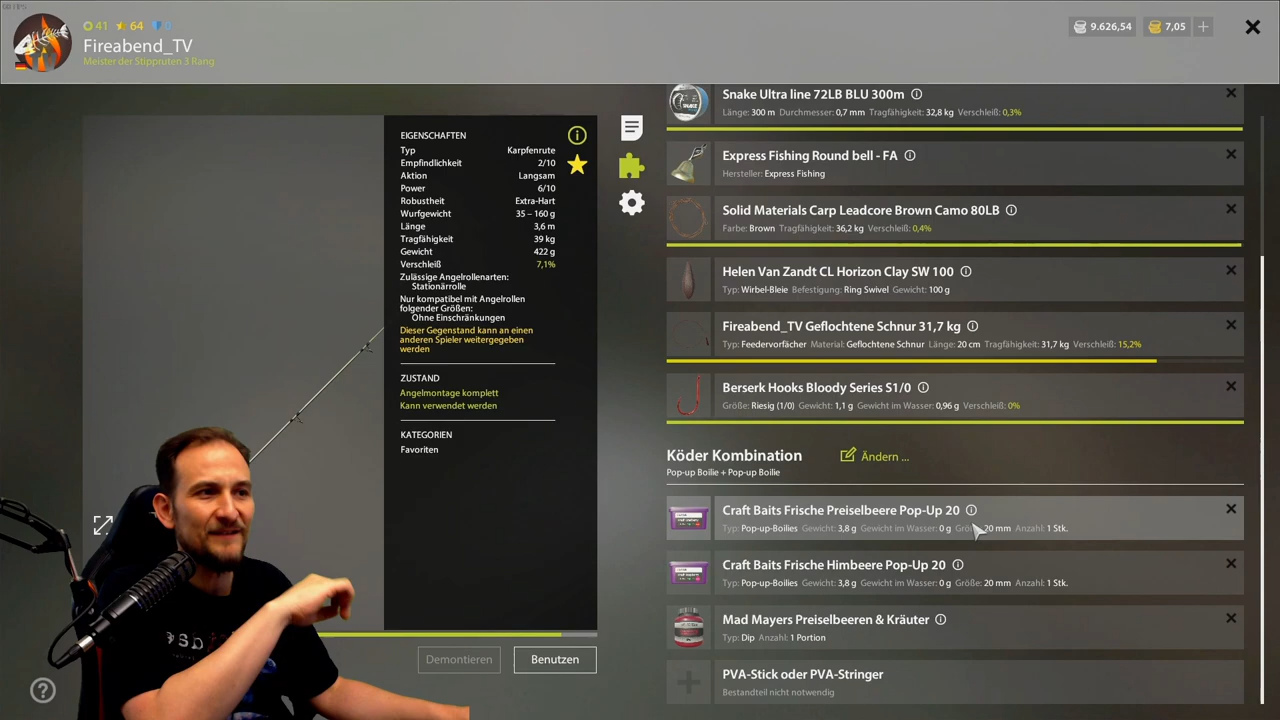 60 FPS
41 64 0
Fireabend_TV
Meister der Stippruten 3 Rang
9.626,54 7,05
EIGENSCHAFTEN
Typ Karpfenrute
Empfindlichkeit 2/10
Aktion Langsam
Power 6/10
Robustheit Extra-Hart
Wurfgewicht 35 – 160 g
Länge 3,6 m
Tragfähigkeit 39 kg
Gewicht 422 g
Verschleiß 7,1%
Zulässige Angelrollenarten:
Stationärrolle
Nur kompatibel mit Angelrollen
folgender Größen:
Ohne Einschränkungen
Dieser Gegenstand kann an einen
anderen Spieler weitergegeben
werden
ZUSTAND
Angelmontage komplett
Kann verwendet werden
KATEGORIEN
Favoriten
Demontieren Benutzen
Snake Ultra line 72LB BLU 300m
Länge: 300 m Durchmesser: 0,7 mm Tragfähigkeit: 32,8 kg Verschleiß: 0,3%
Express Fishing Round bell - FA
Hersteller: Express Fishing
Solid Materials Carp Leadcore Brown Camo 80LB
Farbe: Brown Tragfähigkeit: 36,2 kg Verschleiß: 0,4%
Helen Van Zandt CL Horizon Clay SW 100
Typ: Wirbel-Bleie Befestigung: Ring Swivel Gewicht: 100 g
Fireabend_TV Geflochtene Schnur 31,7 kg
Typ: Feedervorfächer Material: Geflochtene Schnur Länge: 20 cm Tragfähigkeit: 31,7 kg Verschleiß: 15,2%
Berserk Hooks Bloody Series S1/0
Größe: Riesig (1/0) Gewicht: 1,1 g Gewicht im Wasser: 0,96 g Verschleiß: 0%
Köder Kombination Ändern ...
Pop-up Boilie + Pop-up Boilie
Craft Baits Frische Preiselbeere Pop-Up 20
Typ: Pop-up-Boilies Gewicht: 3,8 g Gewicht im Wasser: 0 g 20 mm Anzahl: 1 Stk.
Craft Baits Frische Himbeere Pop-Up 20
Typ: Pop-up-Boilies Gewicht: 3,8 g Gewicht im Wasser: 0 g Größe: 20 mm Anzahl: 1 Stk.
Mad Mayers Preiselbeeren & Kräuter
Typ: Dip Anzahl: 1 Portion
PVA-Stick oder PVA-Stringer
Bestandteil nicht notwendig